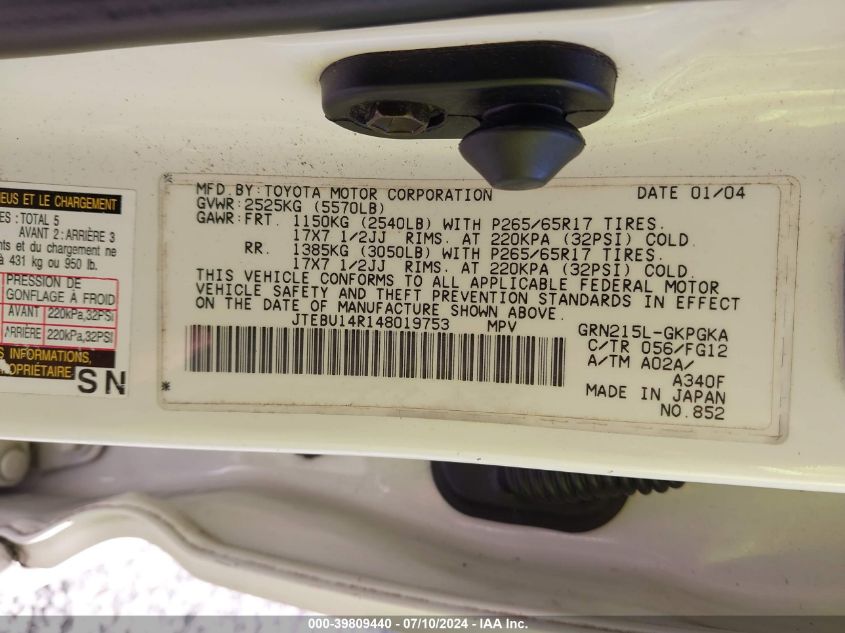 EUS ET LE CHARGEMENT
ES: TOTAL 5
AVANT 2: ARRIÈRE 3
nts et du chargement ne
à 431 kg ou 950 lb.
PRESSION DE
GONFLAGE A FROID
AVANT 220kPa,32PSI
ARRIÈRE 220kPa,32PSI
S INFORMATIONS,
OPRIÉTAIRE
SN
MFD.BY:TOYOTA MOTOR CORPORATION DATE 01/04
GVWR:2525KG (5570LB)
GAWR:FRT. 1150KG (2540LB) WITH P265/65R17 TIRES.
17X7 1/2JJ RIMS. AT 220KPA (32PSI) COLD.
RR. 1385KG (3050LB) WITH P265/65R17 TIRES.
17X7 1/2JJ RIMS. AT 220KPA (32PSI) COLD.
THIS VEHICLE CONFORMS TO ALL APPLICABLE FEDERAL MOTOR
VEHICLE SAFETY AND THEFT PREVENTION STANDARDS IN EFFECT
ON THE DATE OF MANUFACTURE SHOWN ABOVE.
JTEBU14R148019753 MPV GRN215L-GKPGKA
C/TR 056/FG12
A/TM A02A/
A340F
MADE IN JAPAN
NO.852
000-39809440 - 07/10/2024 - IAA Inc.